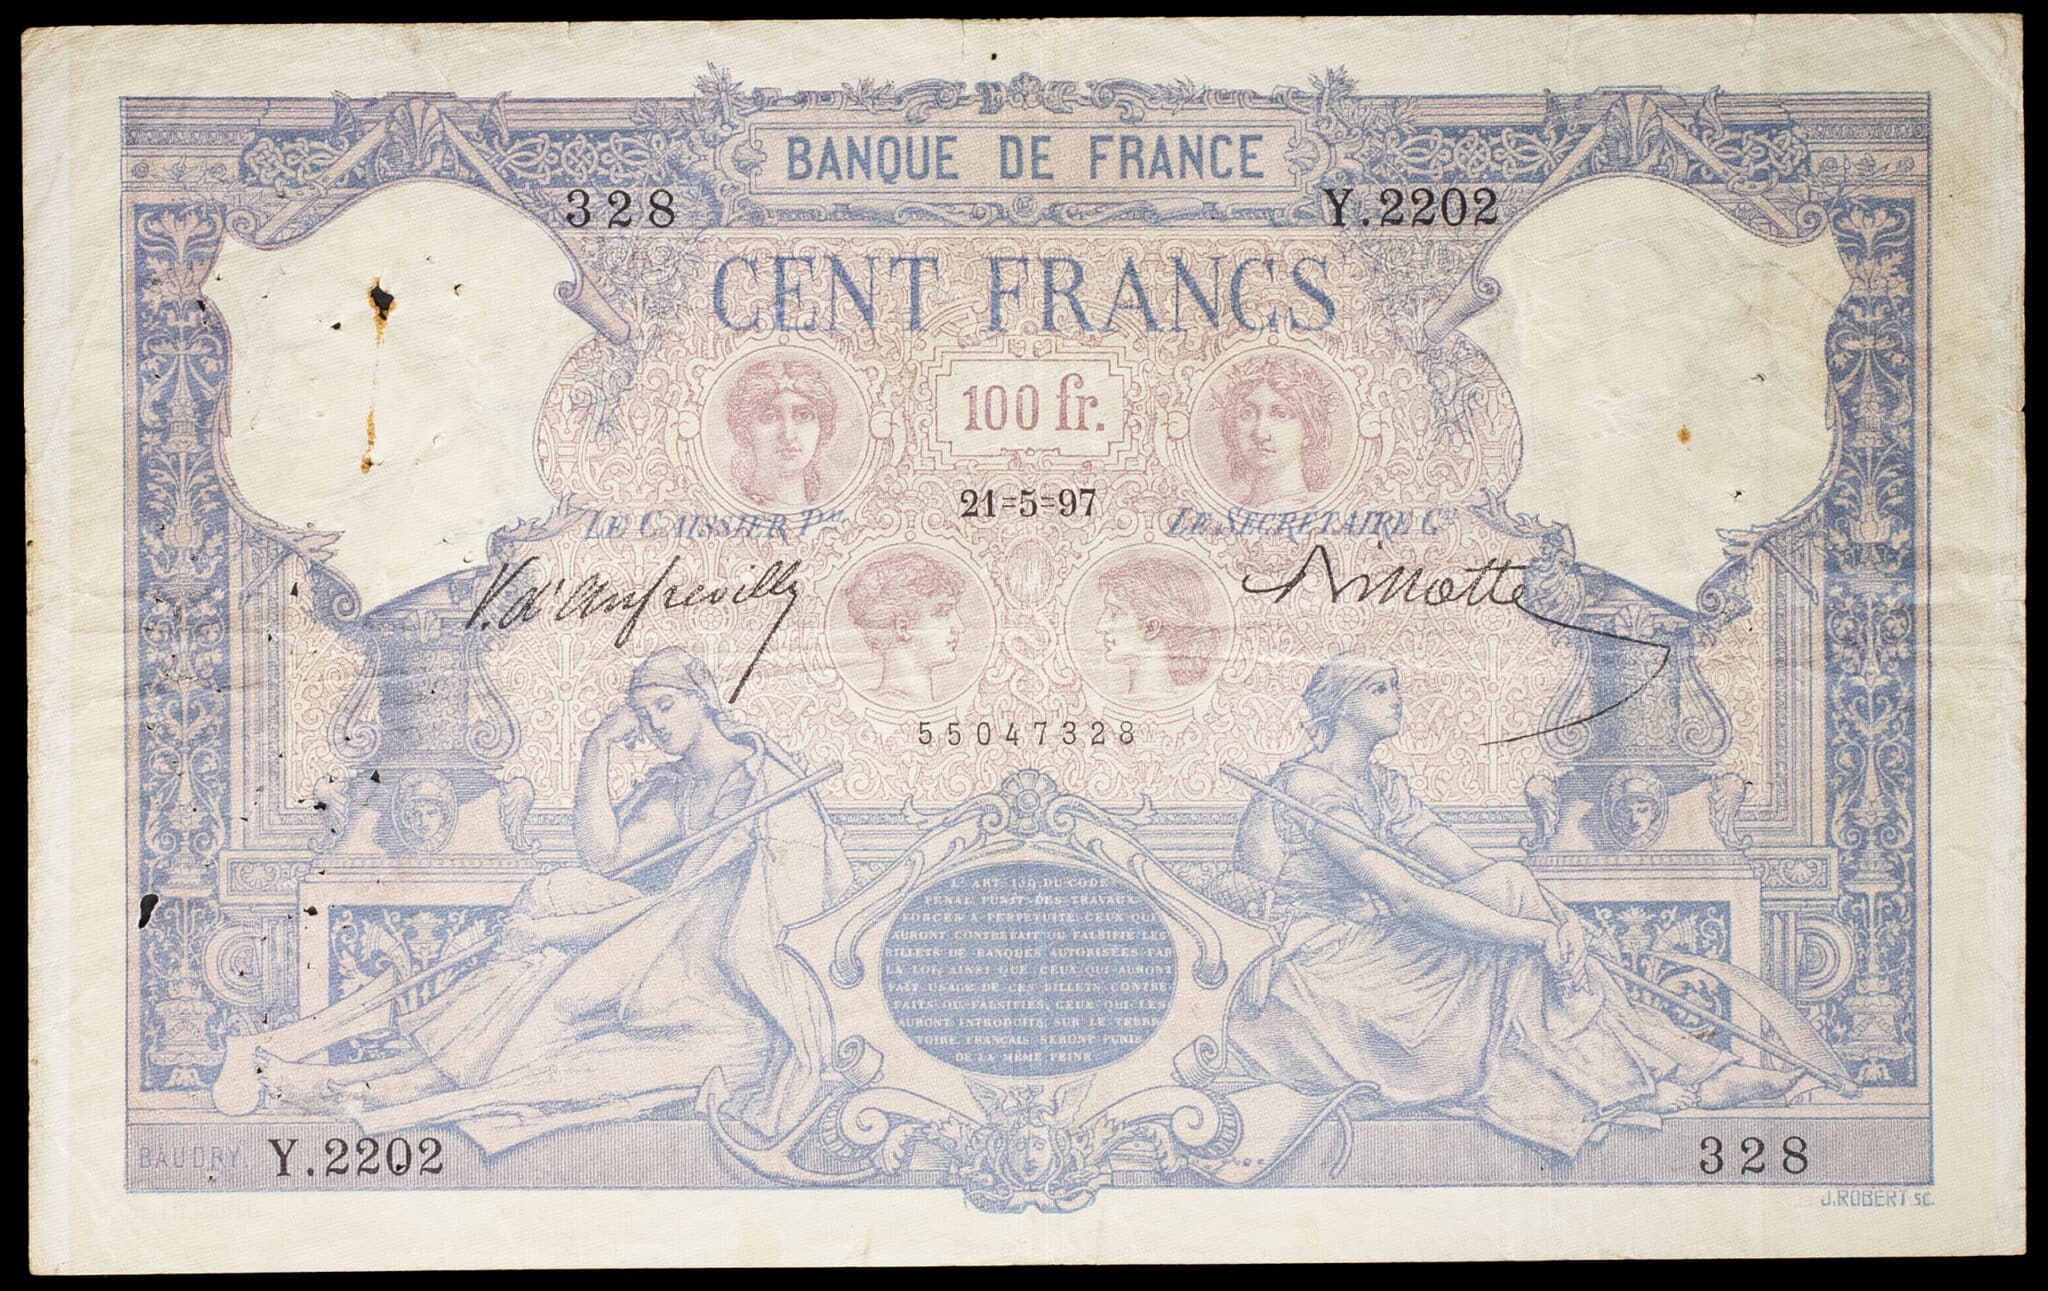 BANQUE DE FRANCE
328 Y.2202
CENT FRANCS
100 fr.
21=5=97
LE CAISSIER Pal LE SECRÉTAIRE Gal
V. d'Anfreville
55047328
L'ART. 139 DU CODE
PÉNAL PUNIT DES TRAVAUX
FORCÉS À PERPÉTUITÉ CEUX QUI
AURONT CONTREFAIT OU FALSIFIÉ LES
BILLETS DE BANQUES AUTORISÉES PAR
LA LOI, AINSI QUE CEUX QUI AURONT
FAIT USAGE DE CES BILLETS CONTRE-
FAITS OU FALSIFIÉS, CEUX QUI LES
AURONT INTRODUITS SUR LE TERRI-
TOIRE FRANÇAIS SERONT PUNIS
DE LA MÊME PEINE
BAUDRY. Y.2202 328
J.ROBERT SC.